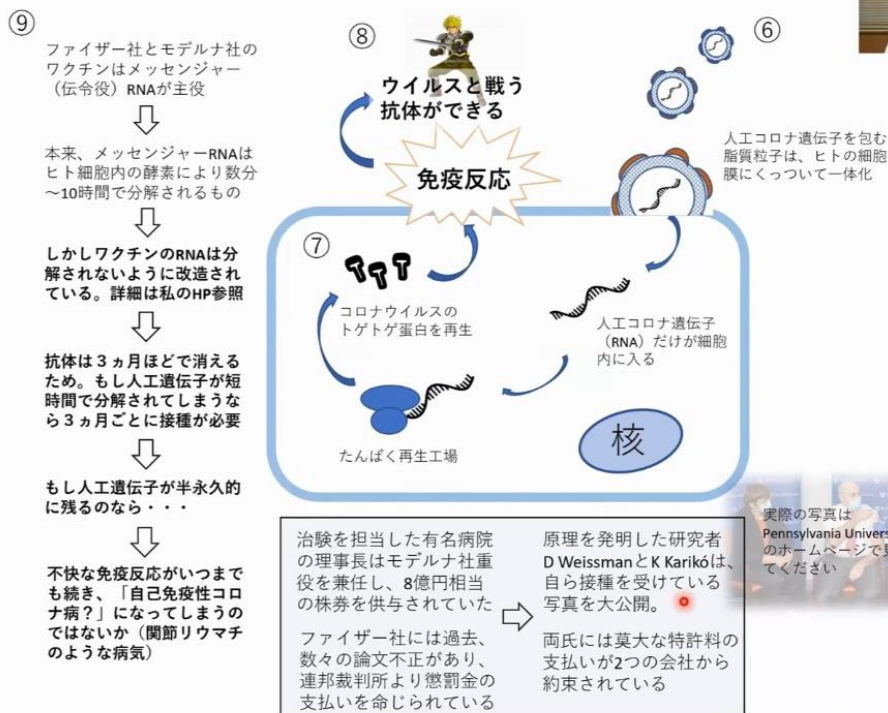 ⑨
ファイザー社とモデルナ社の
ワクチンはメッセンジャー
（伝令役）RNAが主役
本来、メッセンジャーRNAは
ヒト細胞内の酵素により数分
～10時間で分解されるもの
しかしワクチンのRNAは分
解されないように改造され
ている。詳細は私のHP参照
抗体は３ヵ月ほどで消える
ため。もし人工遺伝子が短
時間で分解されてしまうな
ら３ヵ月ごとに接種が必要
もし人工遺伝子が半永久的
に残るのなら・・・
不快な免疫反応がいつまで
も続き、「自己免疫性コロ
ナ病？」になってしまうの
ではないか（関節リウマチ
のような病気）
⑧
ウイルスと戦う
抗体ができる
免疫反応
⑥
人工コロナ遺伝子を包む
脂質粒子は、ヒトの細胞
膜にくっついて一体化
⑦
コロナウイルスの
トゲトゲ蛋白を再生
人工コロナ遺伝子
（RNA）だけが細胞
内に入る
たんぱく再生工場
核
治験を担当した有名病院
の理事長はモデルナ社重
役を兼任し、8億円相当
の株券を供与されていた
ファイザー社には過去、
数々の論文不正があり、
連邦裁判所より懲罰金の
支払いを命じられている
原理を発明した研究者
D WeissmanとK Karikóは、
自ら接種を受けている
写真を大公開。
両氏には莫大な特許料の
支払いが2つの会社から
約束されている
実際の写真は
Pennsylvania Univers
のホームページで見
てください